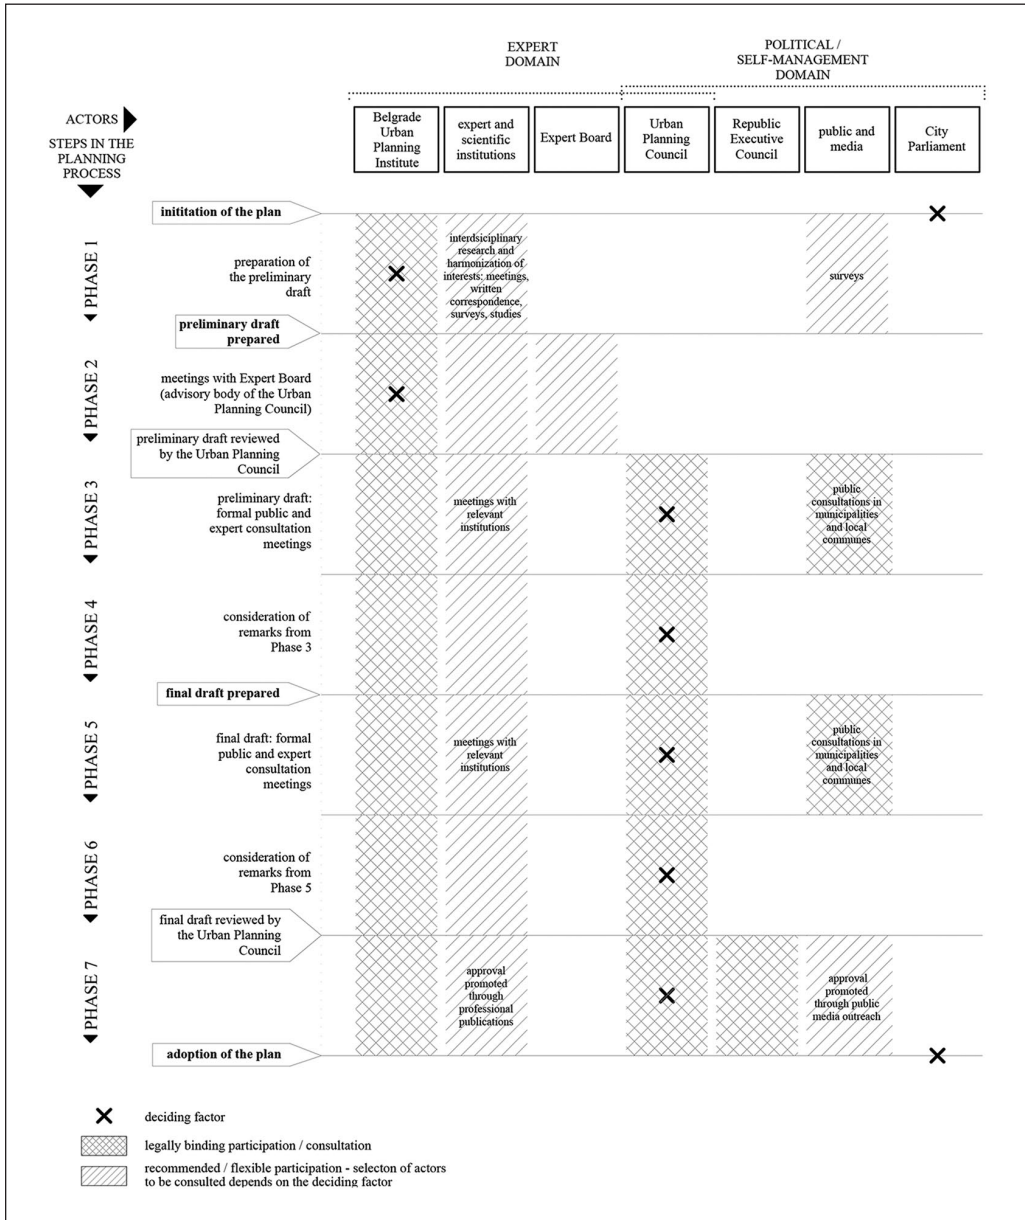 EXPERT
DOMAIN
POLITICAL /
SELF-MANAGEMENT
DOMAIN
ACTORS
STEPS IN THE
PLANNING
PROCESS
Belgrade
Urban
Planning
Institute
expert and
scientific
institutions
Expert Board
Urban
Planning
Council
Republic
Executive
Council
public and
media
City
Parliament
inititation of the plan
PHASE 1
preparation of
the preliminary
draft
interdsiciplinary
research and
harmonization of
interests: meetings,
written
correspondence,
surveys, studies
surveys
preliminary draft
prepared
PHASE 2
meetings with Expert Board
(advisory body of the Urban
Planning Council)
preliminary draft reviewed
by the Urban Planning
Council
PHASE 3
preliminary draft:
formal public and
expert consultation
meetings
meetings with
relevant
institutions
public
consultations in
municipalities
and local
communes
PHASE 4
consideration of
remarks from
Phase 3
final draft prepared
PHASE 5
final draft: formal
public and expert
consultation
meetings
meetings with
relevant
institutions
public
consultations in
municipalities
and local
communes
PHASE 6
consideration of
remarks from
Phase 5
final draft reviewed by
the Urban Planning
Council
PHASE 7
approval
promoted
through
professional
publications
approval
promoted
through public
media outreach
adoption of the plan
deciding factor
legally binding participation / consultation
recommended / flexible participation - selecton of actors
to be consulted depends on the deciding factor